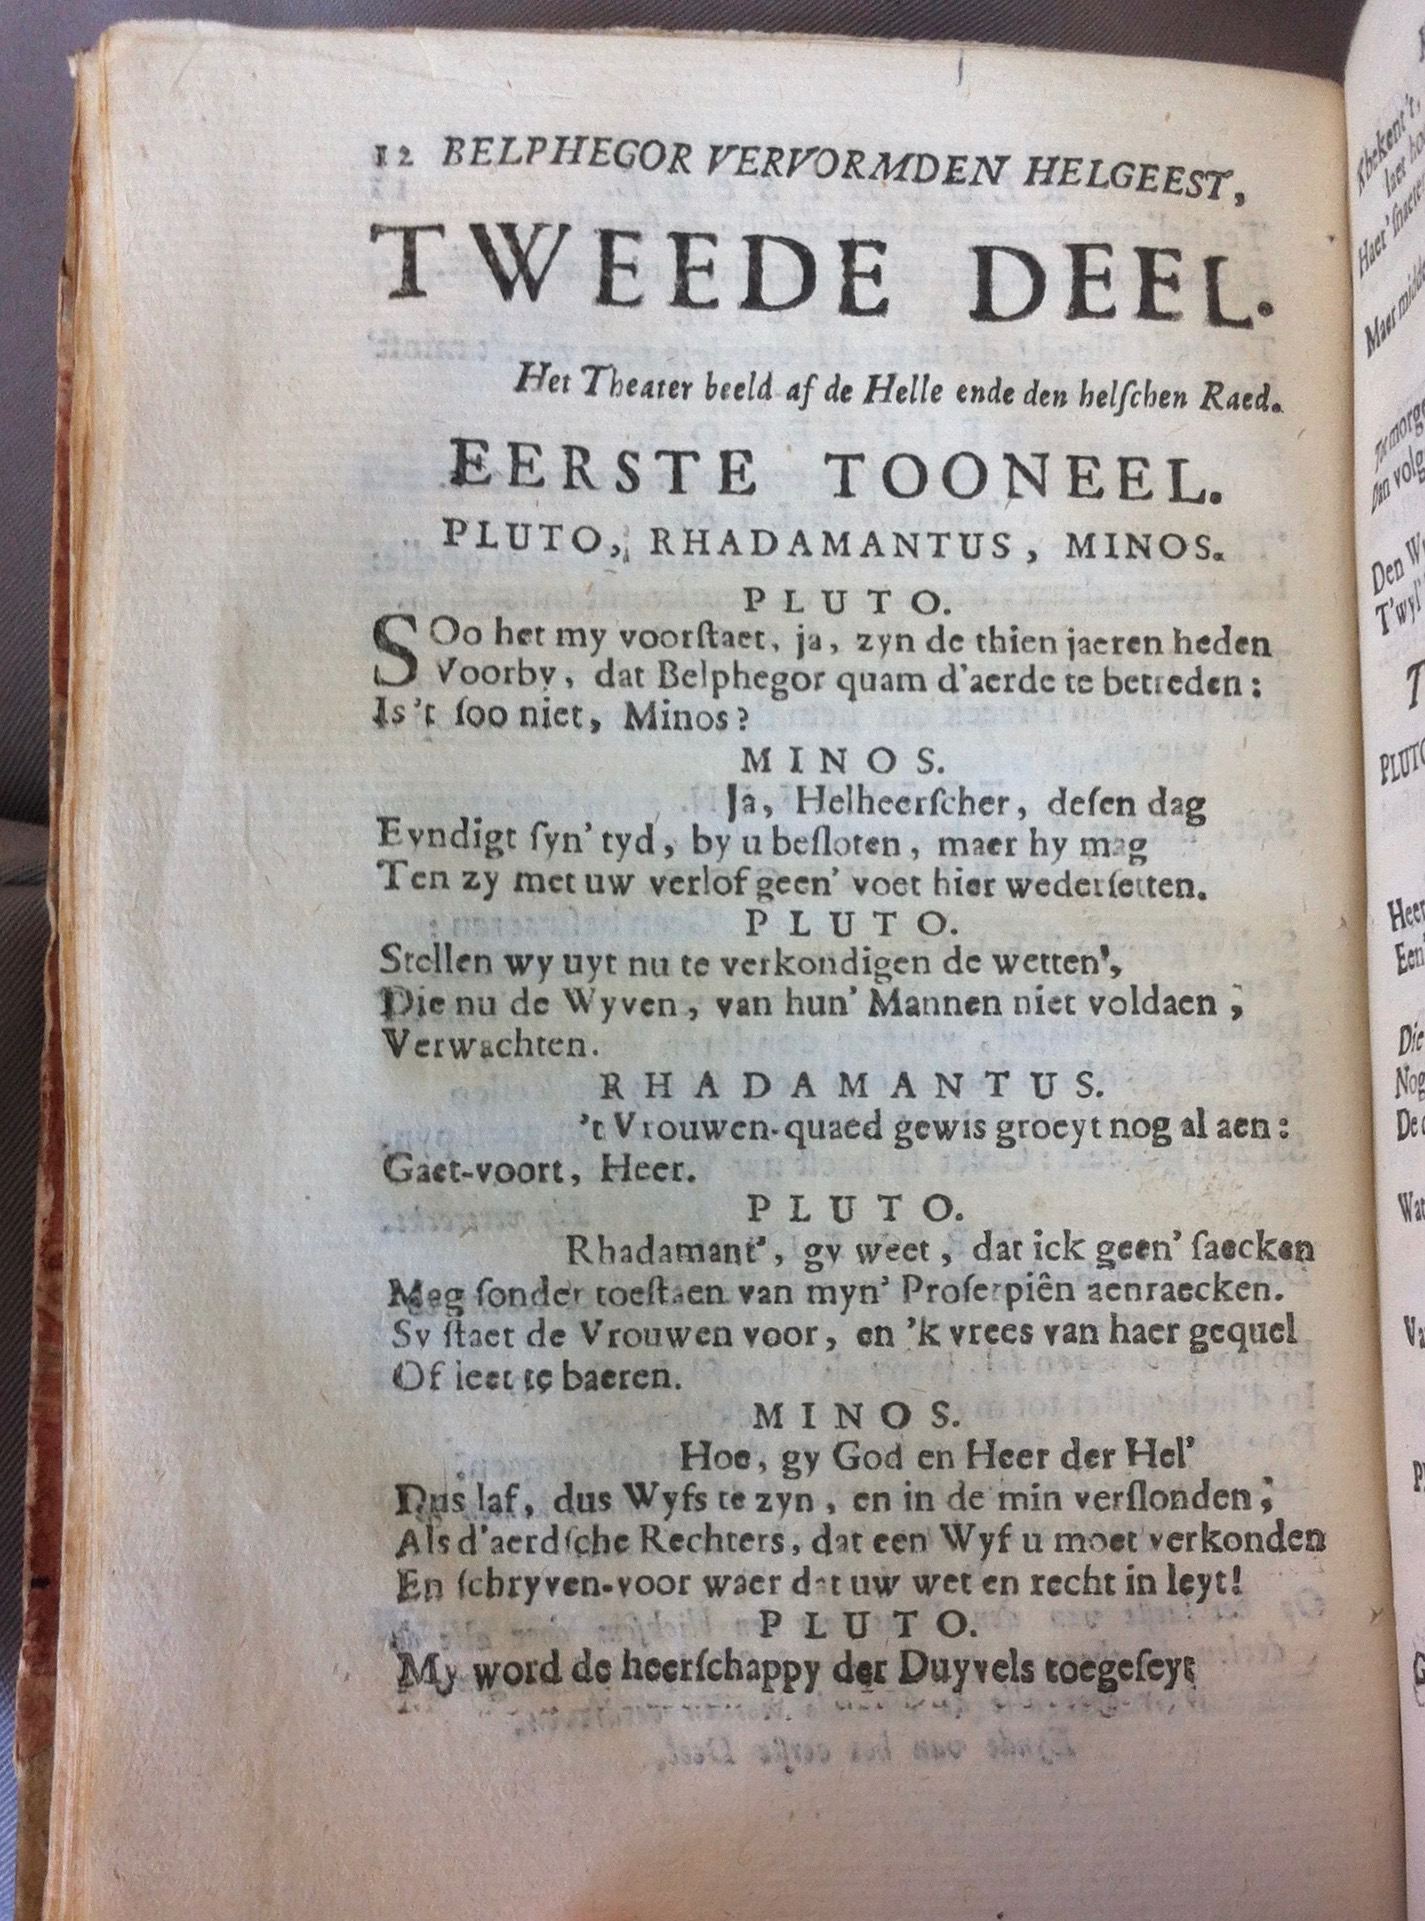 12 BELPHEGOR VERVORMDEN HELGEEST,
TWEEDE DEEL.
Het Theater beeld af de Helle ende den helſchen Raed.
EERSTE TOONEEL.
PLUTO, RHADAMANTUS, MINOS.
PLUTO.
SOo het my voorſtaet, ja, zyn de thien jaeren heden
Voorby, dat Belphegor quam d'aerde te betreden:
Is 't ſoo niet, Minos?
MINOS.
Ja, Helheerſcher, deſen dag
Eyndigt ſyn' tyd, by u beſloten, maer hy mag
Ten zy met uw verlof geen' voet hier wederſetten.
PLUTO.
Stellen wy uyt nu te verkondigen de wetten',
Die nu de Wyven, van hun' Mannen niet voldaen,
Verwachten.
RHADAMANTUS.
't Vrouwen-quaed gewis groeyt nog al aen:
Gaet-voort, Heer.
PLUTO.
Rhadamant', gy weet, dat ick geen' ſaecken
Mag ſonder toeſtaen van myn' Proſerpiên aenraecken.
Sy ſtaet de Vrouwen voor, en 'k vrees van haer gequel
Of leet te baeren.
MINOS.
Hoe, gy God en Heer der Hel'
Dus laf, dus Wyfs te zyn, en in de min verſlonden;
Als d'aerdſche Rechters, dat een Wyf u moet verkonden
En ſchryven-voor waer dat uw wet en recht in leyt!
PLUTO.
My word de heerſchappy der Duyvels toegeſeyt